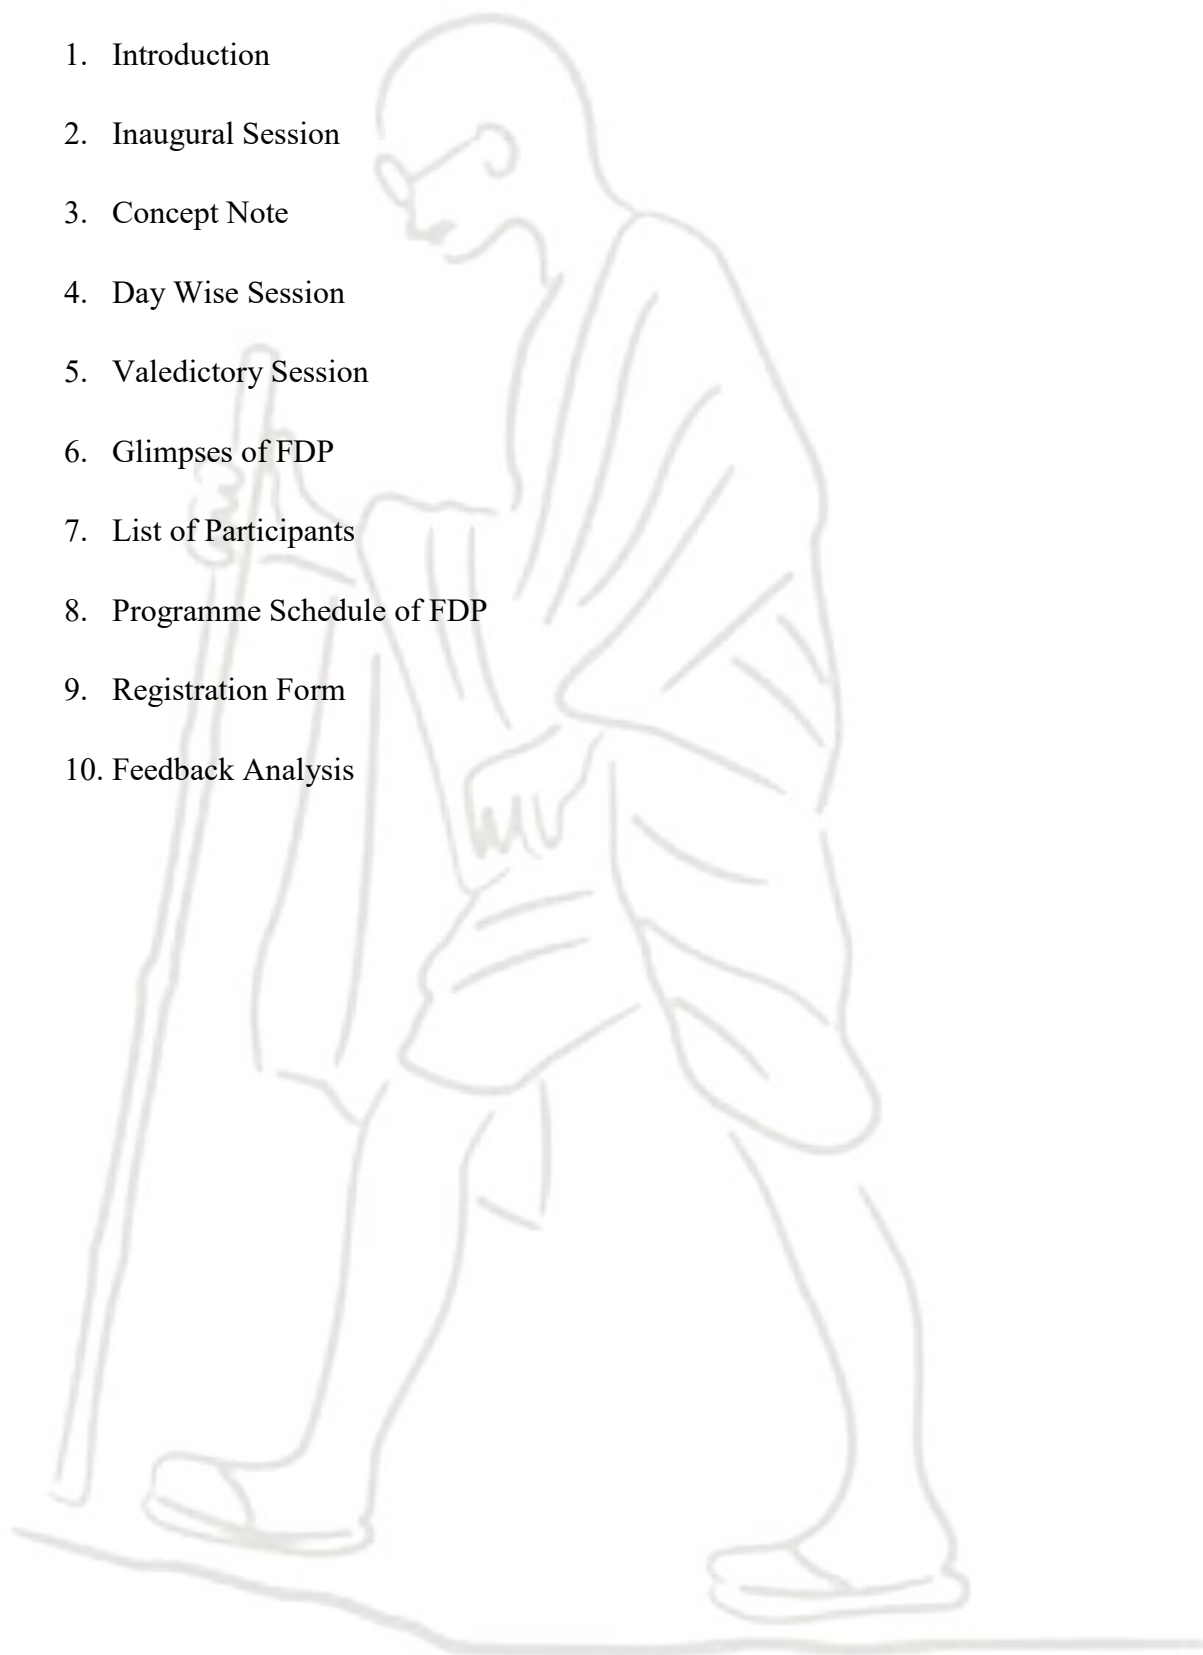 1. Introduction
2. Inaugural Session
3. Concept Note
4. Day Wise Session
5. Valedictory Session
6. Glimpses of FDP
7. List of Participants
8. Programme Schedule of FDP
9. Registration Form
10. Feedback Analysis